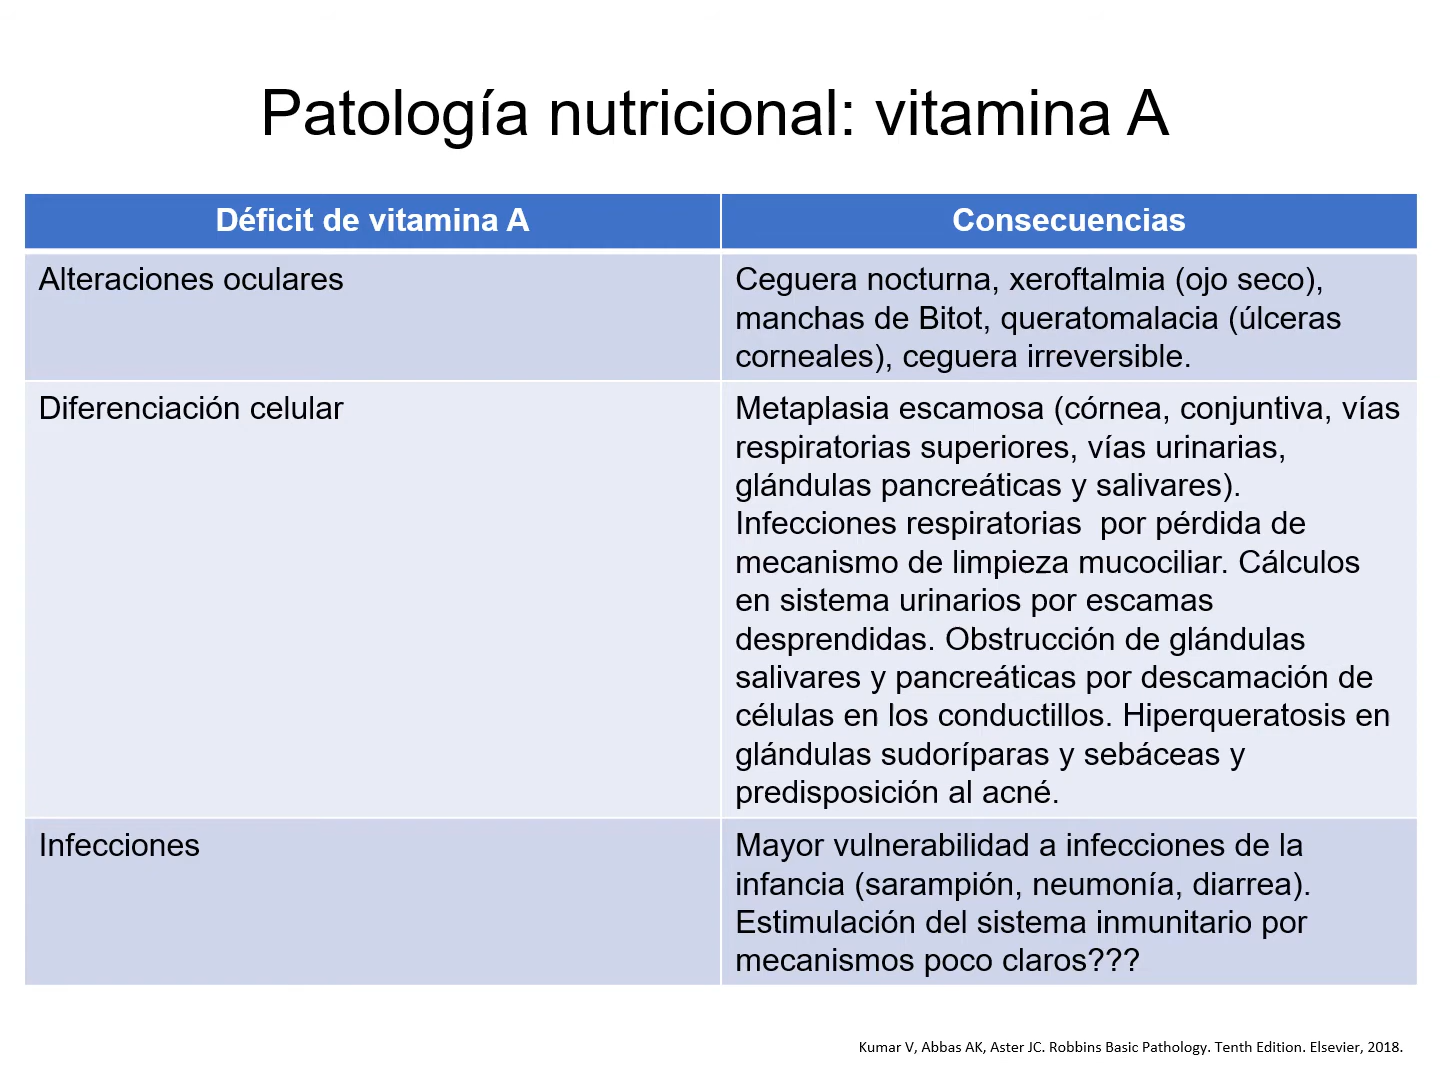 Patología nutricional: vitamina A
Déficit de vitamina A
Consecuencias
Alteraciones oculares
Ceguera nocturna, xeroftalmia (ojo seco),
manchas de Bitot, queratomalacia (úlceras
corneales), ceguera irreversible.
Diferenciación celular
Metaplasia escamosa (córnea, conjuntiva, vías
respiratorias superiores, vías urinarias,
glándulas pancreáticas y salivares).
Infecciones respiratorias  por pérdida de
mecanismo de limpieza mucociliar. Cálculos
en sistema urinarios por escamas
desprendidas. Obstrucción de glándulas
salivares y pancreáticas por descamación de
células en los conductillos. Hiperqueratosis en
glándulas sudoríparas y sebáceas y
predisposición al acné.
Infecciones
Mayor vulnerabilidad a infecciones de la
infancia (sarampión, neumonía, diarrea).
Estimulación del sistema inmunitario por
mecanismos poco claros???
Kumar V, Abbas AK, Aster JC. Robbins Basic Pathology. Tenth Edition. Elsevier, 2018.